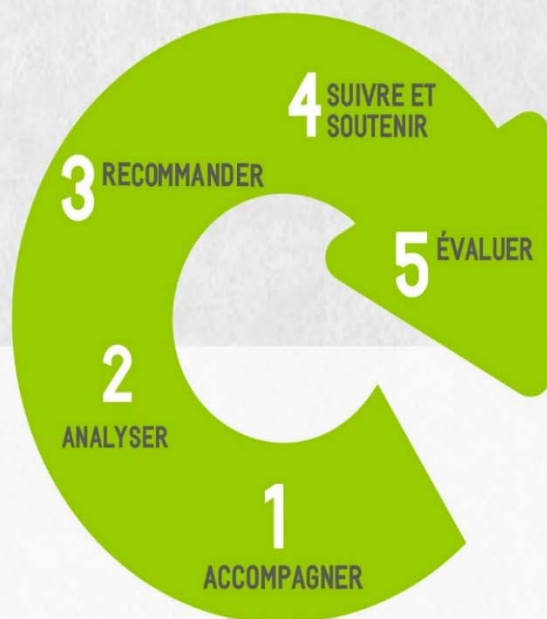 4 SUIVRE ET
SOUTENIR
3 RECOMMANDER
5 ÉVALUER
2
ANALYSER
1
ACCOMPAGNER